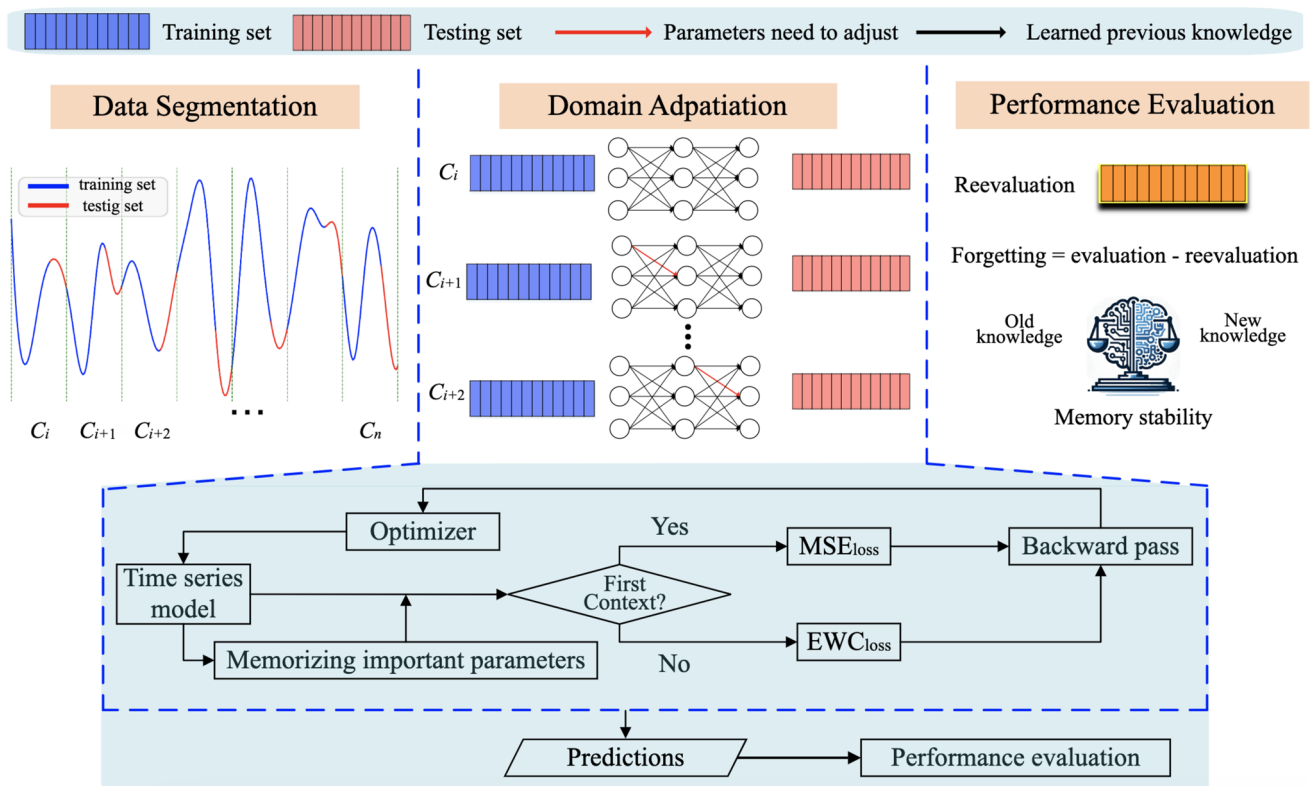 Training set
Testing set
Parameters need to adjust
Learned previous knowledge
Data Segmentation
training set
testig set
...
Ci
Ci+1
Ci+2
Cn
Domain Adpatiation
Ci
Ci+1
Ci+2
Performance Evaluation
Reevaluation
Forgetting = evaluation - reevaluation
Old
knowledge
New
knowledge
Memory stability
Optimizer
Time series
model
Memorizing important parameters
First
Context?
Yes
No
MSEloss
EWCloss
Backward pass
Predictions
Performance evaluation